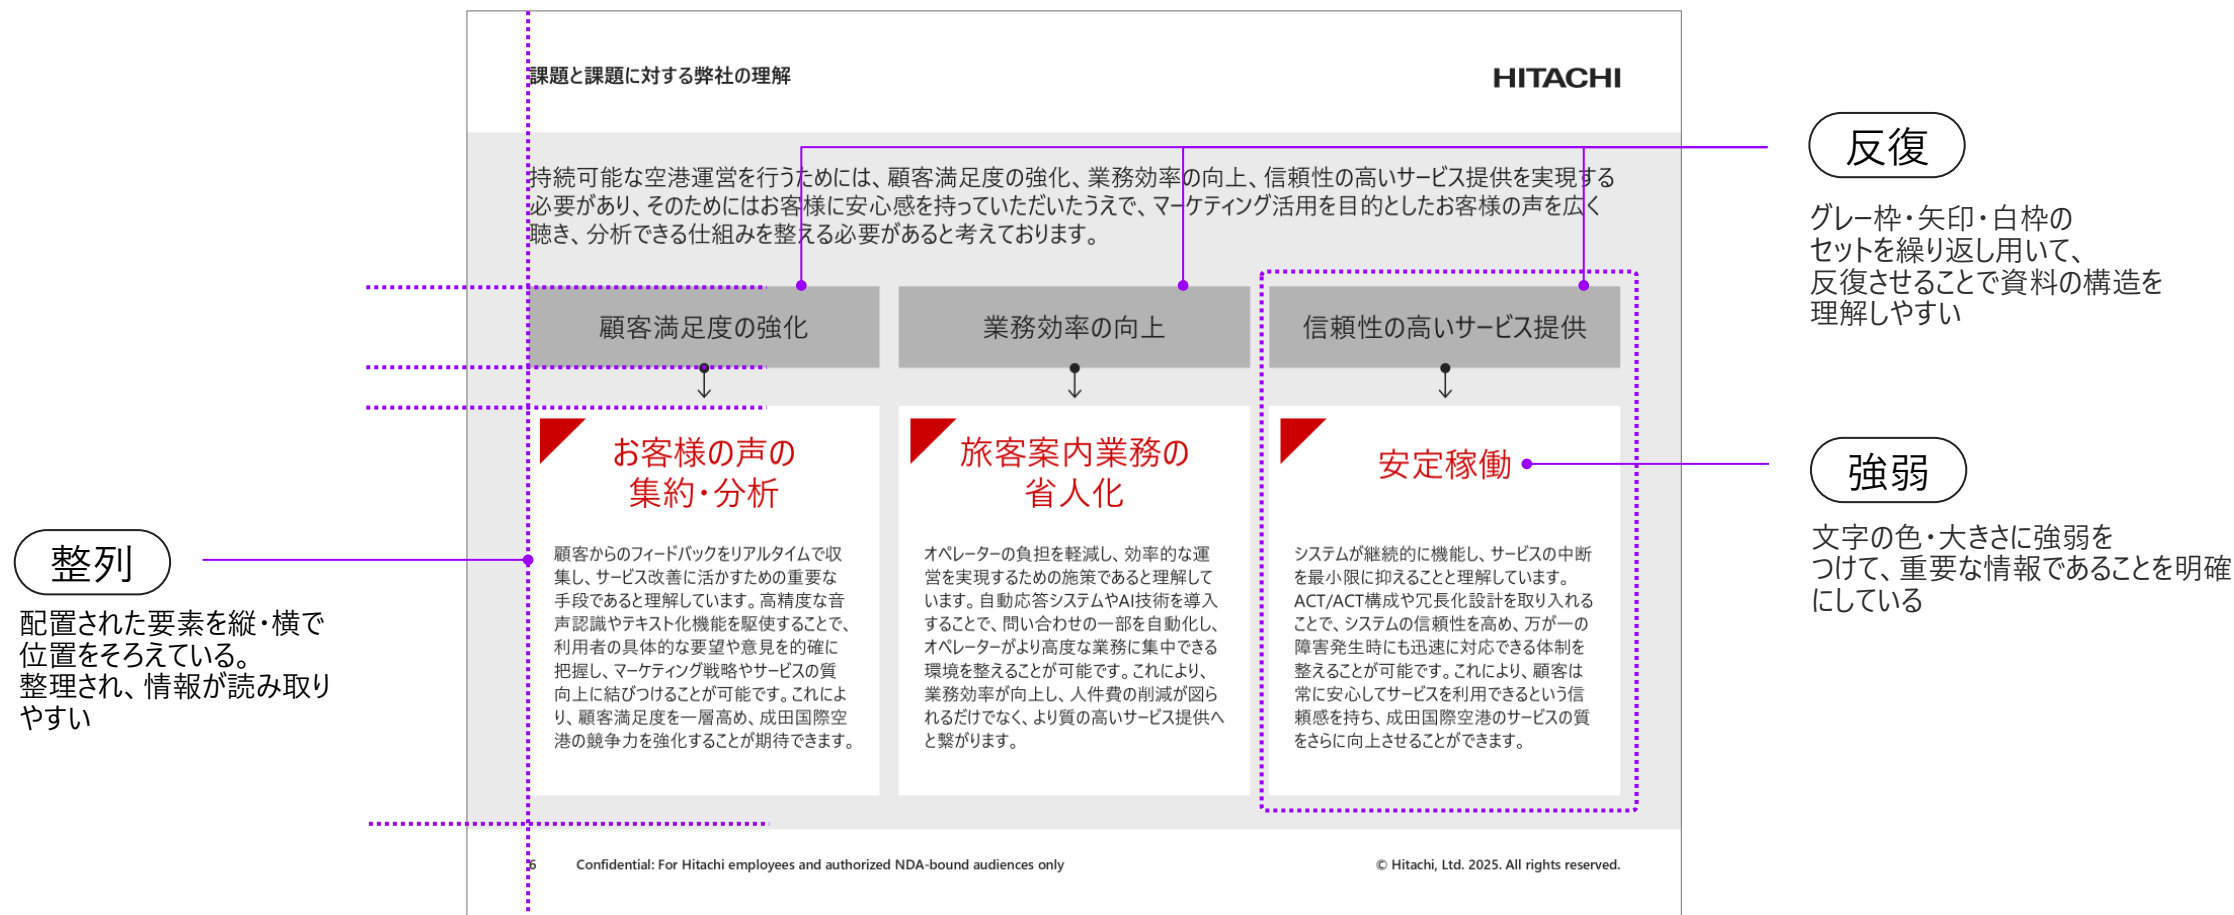 課題と課題に対する弊社の理解
HITACHI
持続可能な空港運営を行うためには、顧客満足度の強化、業務効率の向上、信頼性の高いサービス提供を実現する
必要があり、そのためにはお客様に安心感を持っていただいたうえで、マーケティング活用を目的としたお客様の声を広く
聴き、分析できる仕組みを整える必要があると考えております。
顧客満足度の強化
お客様の声の
集約・分析
顧客からのフィードバックをリアルタイムで収
集し、サービス改善に活かすための重要な
手段であると理解しています。高精度な音
声認識やテキスト化機能を駆使することで、
利用者の具体的な要望や意見を的確に
把握し、マーケティング戦略やサービスの質
向上に結びつけることが可能です。これによ
り、顧客満足度を一層高め、成田国際空
港の競争力を強化することが期待できます。
業務効率の向上
旅客案内業務の
省人化
オペレーターの負担を軽減し、効率的な運
営を実現するための施策であると理解して
います。自動応答システムやAI技術を導入
することで、問い合わせの一部を自動化し、
オペレーターがより高度な業務に集中できる
環境を整えることが可能です。これにより、
業務効率が向上し、人件費の削減が図ら
れるだけでなく、より質の高いサービス提供へ
と繋がります。
信頼性の高いサービス提供
安定稼働
システムが継続的に機能し、サービスの中断
を最小限に抑えることと理解しています。
ACT/ACT構成や冗長化設計を取り入れる
ことで、システムの信頼性を高め、万が一の
障害発生時にも迅速に対応できる体制を
整えることが可能です。これにより、顧客は
常に安心してサービスを利用できるという信
頼感を持ち、成田国際空港のサービスの質
をさらに向上させることができます。
6
Confidential: For Hitachi employees and authorized NDA-bound audiences only
© Hitachi, Ltd. 2025. All rights reserved.
整列
配置された要素を縦・横で
位置をそろえている。
整理され、情報が読み取り
やすい
反復
グレー枠・矢印・白枠の
セットを繰り返し用いて、
反復させることで資料の構造を
理解しやすい
強弱
文字の色・大きさに強弱を
つけて、重要な情報であることを明確
にしている